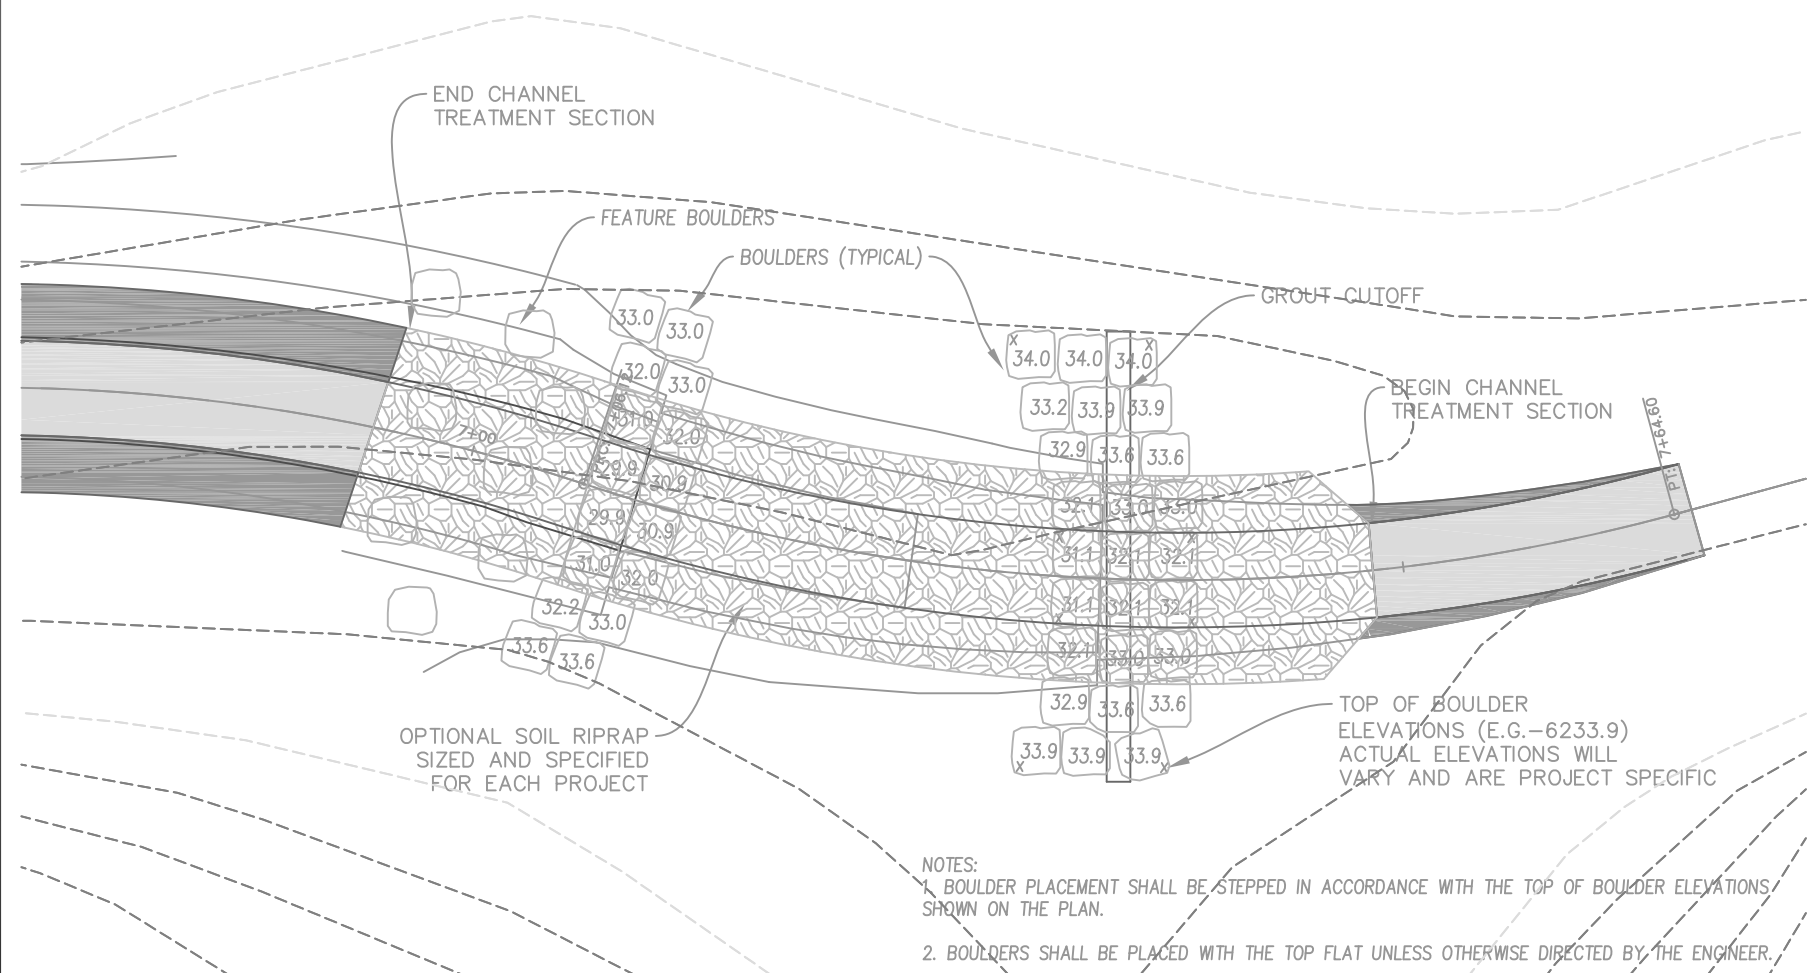 END CHANNEL
TREATMENT SECTION
FEATURE BOULDERS
BOULDERS (TYPICAL)
GROUT CUTOFF
BEGIN CHANNEL
TREATMENT SECTION
PT: 7+64.60
33.0
33.0
32.0
33.0
31.0
32.0
7+00
29.9
30.9
29.9
30.9
31.0
32.0
32.2
33.0
33.6
33.6
34.0 34.0 34.0
X X
33.2 33.9 33.9
32.9 33.6 33.6
32.1 33.0 33.0
X X
31.1 32.1 32.1
31.1 32.1 32.1
X X
32.1 33.0 33.0
32.9 33.6 33.6
33.9 33.9 33.9
X X
OPTIONAL SOIL RIPRAP
SIZED AND SPECIFIED
FOR EACH PROJECT
TOP OF BOULDER
ELEVATIONS (E.G.-6233.9)
ACTUAL ELEVATIONS WILL
VARY AND ARE PROJECT SPECIFIC
NOTES:
1. BOULDER PLACEMENT SHALL BE STEPPED IN ACCORDANCE WITH THE TOP OF BOULDER ELEVATIONS
SHOWN ON THE PLAN.
2. BOULDERS SHALL BE PLACED WITH THE TOP FLAT UNLESS OTHERWISE DIRECTED BY THE ENGINEER.